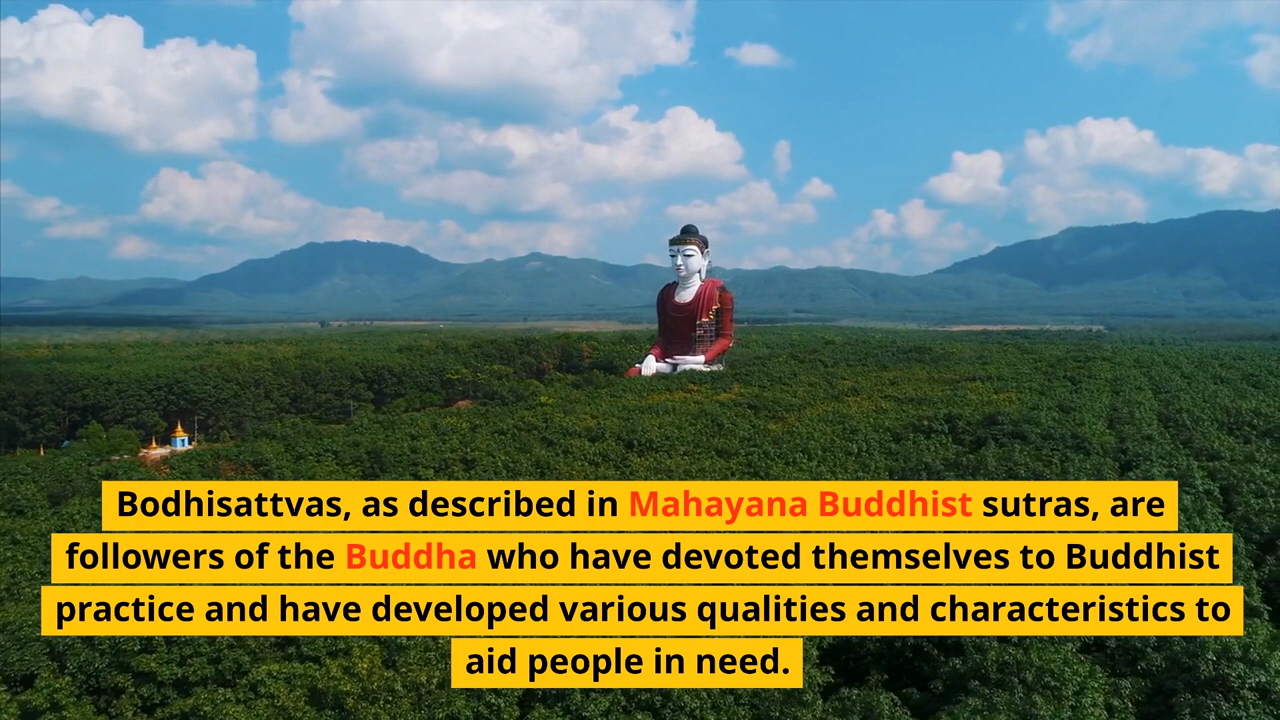 Bodhisattvas, as described in Mahayana Buddhist sutras, are
followers of the Buddha who have devoted themselves to Buddhist
practice and have developed various qualities and characteristics to
aid people in need.